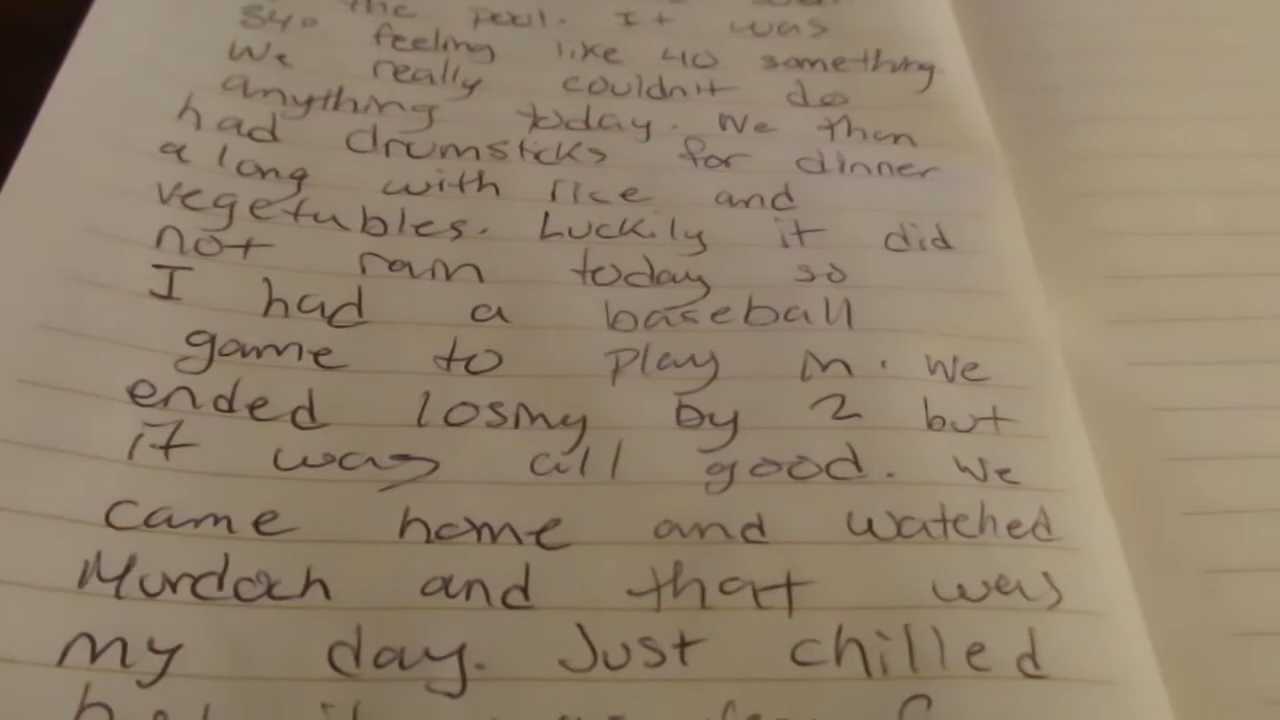 the pool. It was
34° feeling like 40 something
We really couldn't do
anything today. We then
had drumsticks for dinner
along with rice and
vegetables. Luckily it did
not rain today so
I had a baseball
game to play in. We
ended losing by 2 but
it was all good. We
came home and watched
Murdoch and that was
my day. Just chilled